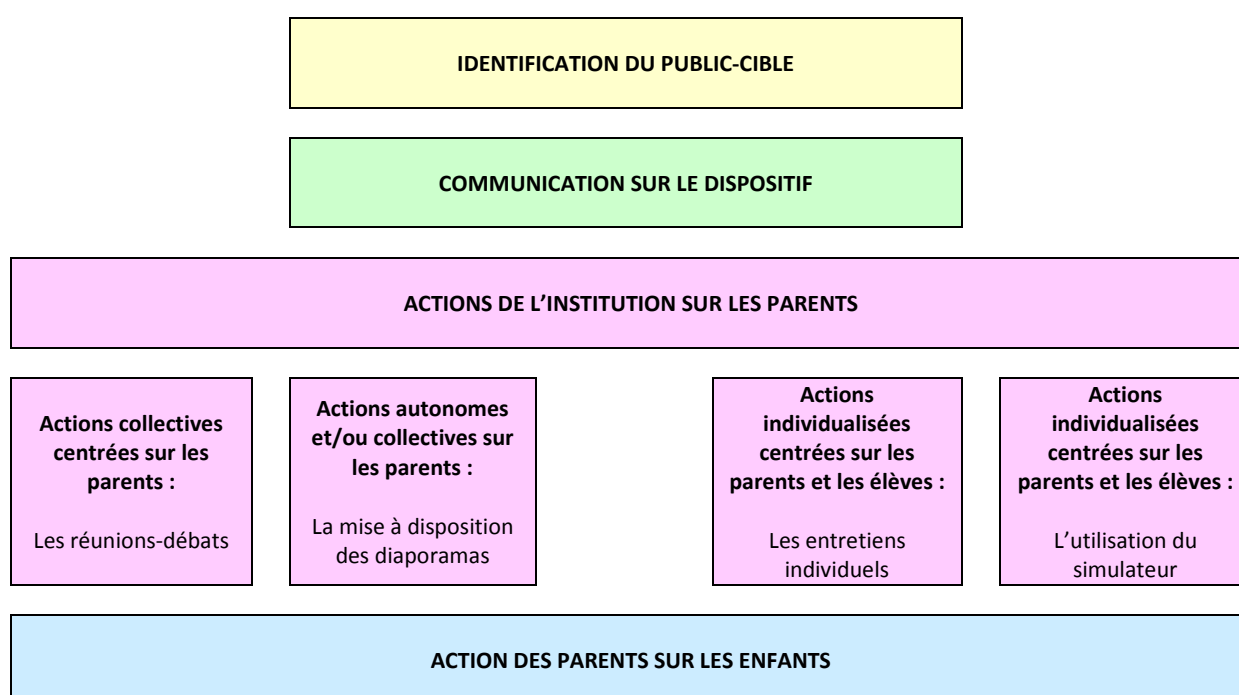 IDENTIFICATION DU PUBLIC-CIBLE
COMMUNICATION SUR LE DISPOSITIF
ACTIONS DE L’INSTITUTION SUR LES PARENTS
Actions collectives
centrées sur les
parents :
Les réunions-débats
Actions autonomes
et/ou collectives sur
les parents :
La mise à disposition
des diaporamas
Actions
individualisées
centrées sur les
parents et les élèves :
Les entretiens
individuels
Actions
individualisées
centrées sur les
parents et les élèves :
L’utilisation du
simulateur
ACTION DES PARENTS SUR LES ENFANTS